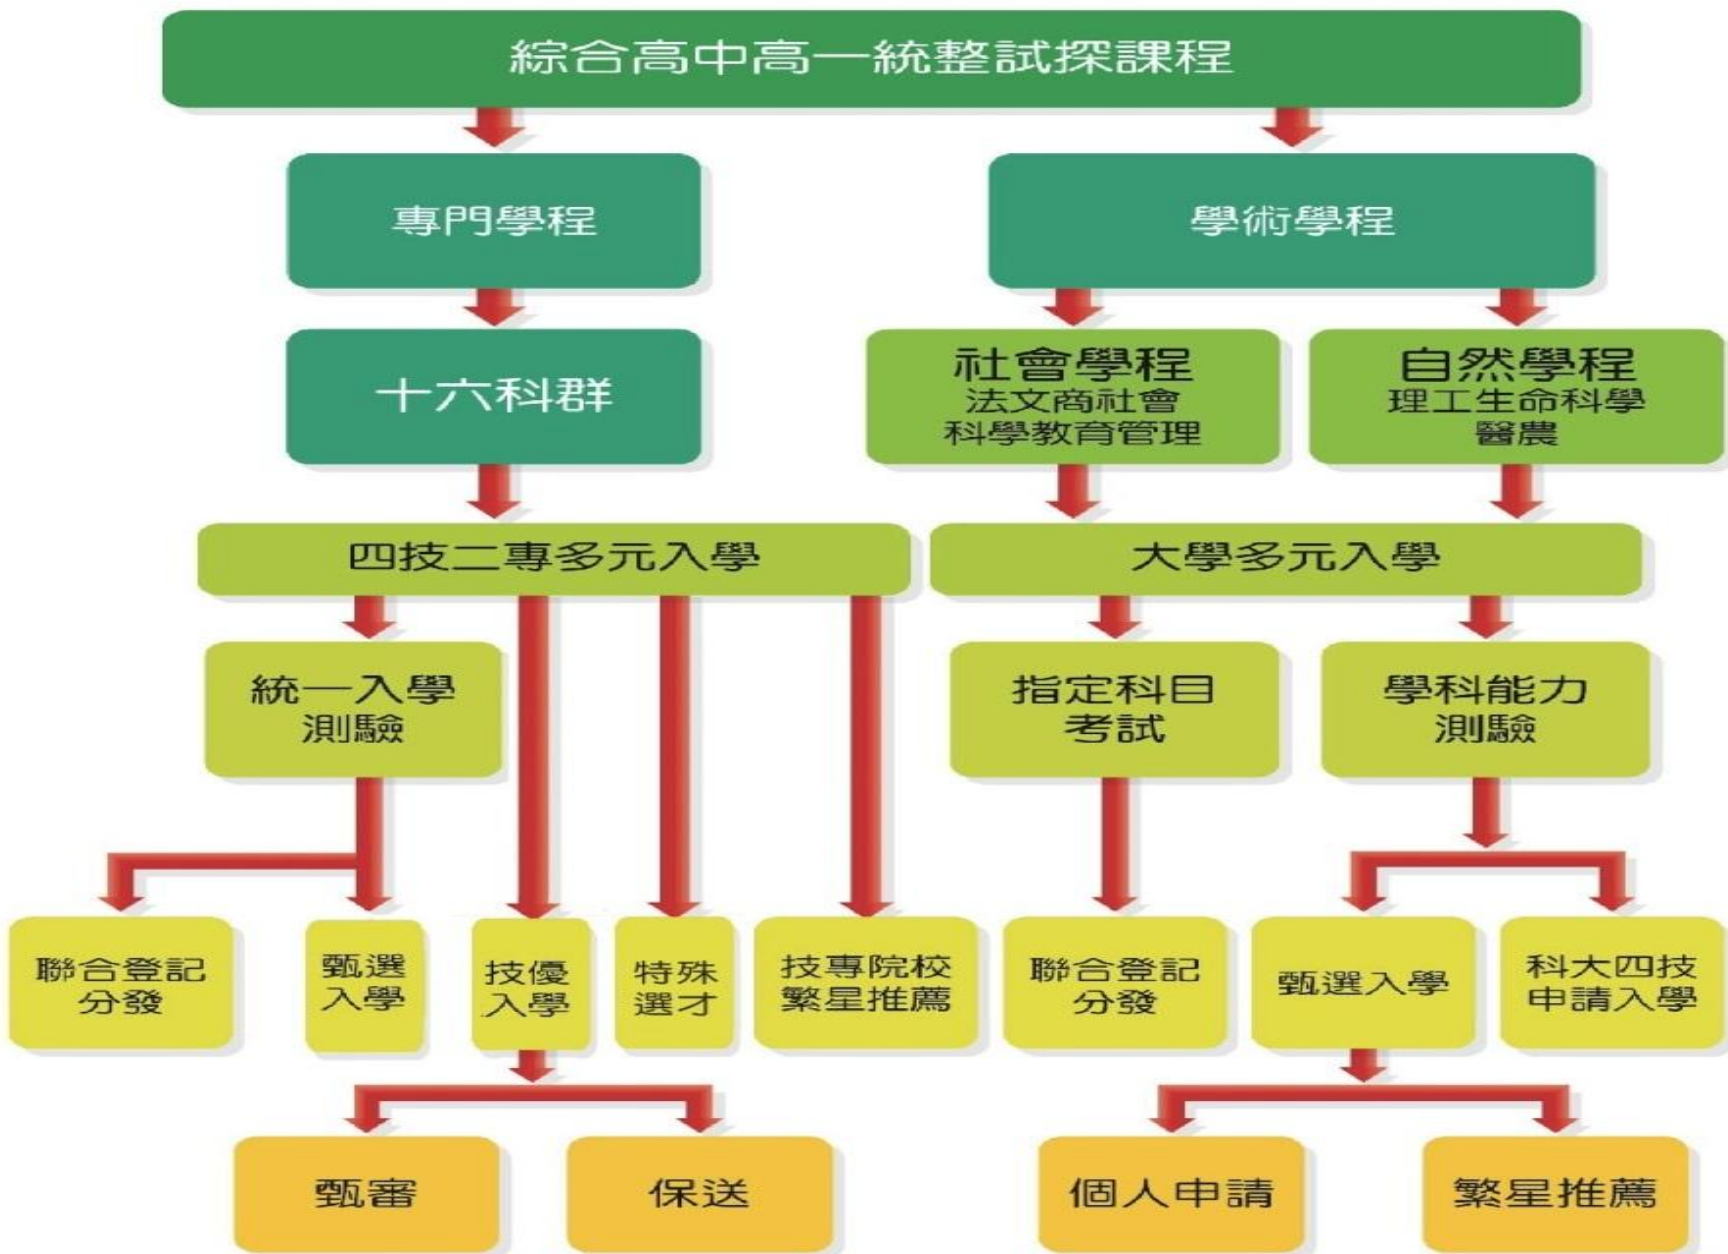 綜合高中高一統整試探課程
專門學程
學術學程
十六科群
社會學程
法文商社會
科學教育管理
自然學程
理工生命科學
醫農
四技二專多元入學
大學多元入學
統一入學
測驗
指定科目
考試
學科能力
測驗
聯合登記
分發
甄選
入學
技優
入學
特殊
選才
技專院校
繁星推薦
聯合登記
分發
甄選入學
科大四技
申請入學
甄審
保送
個人申請
繁星推薦